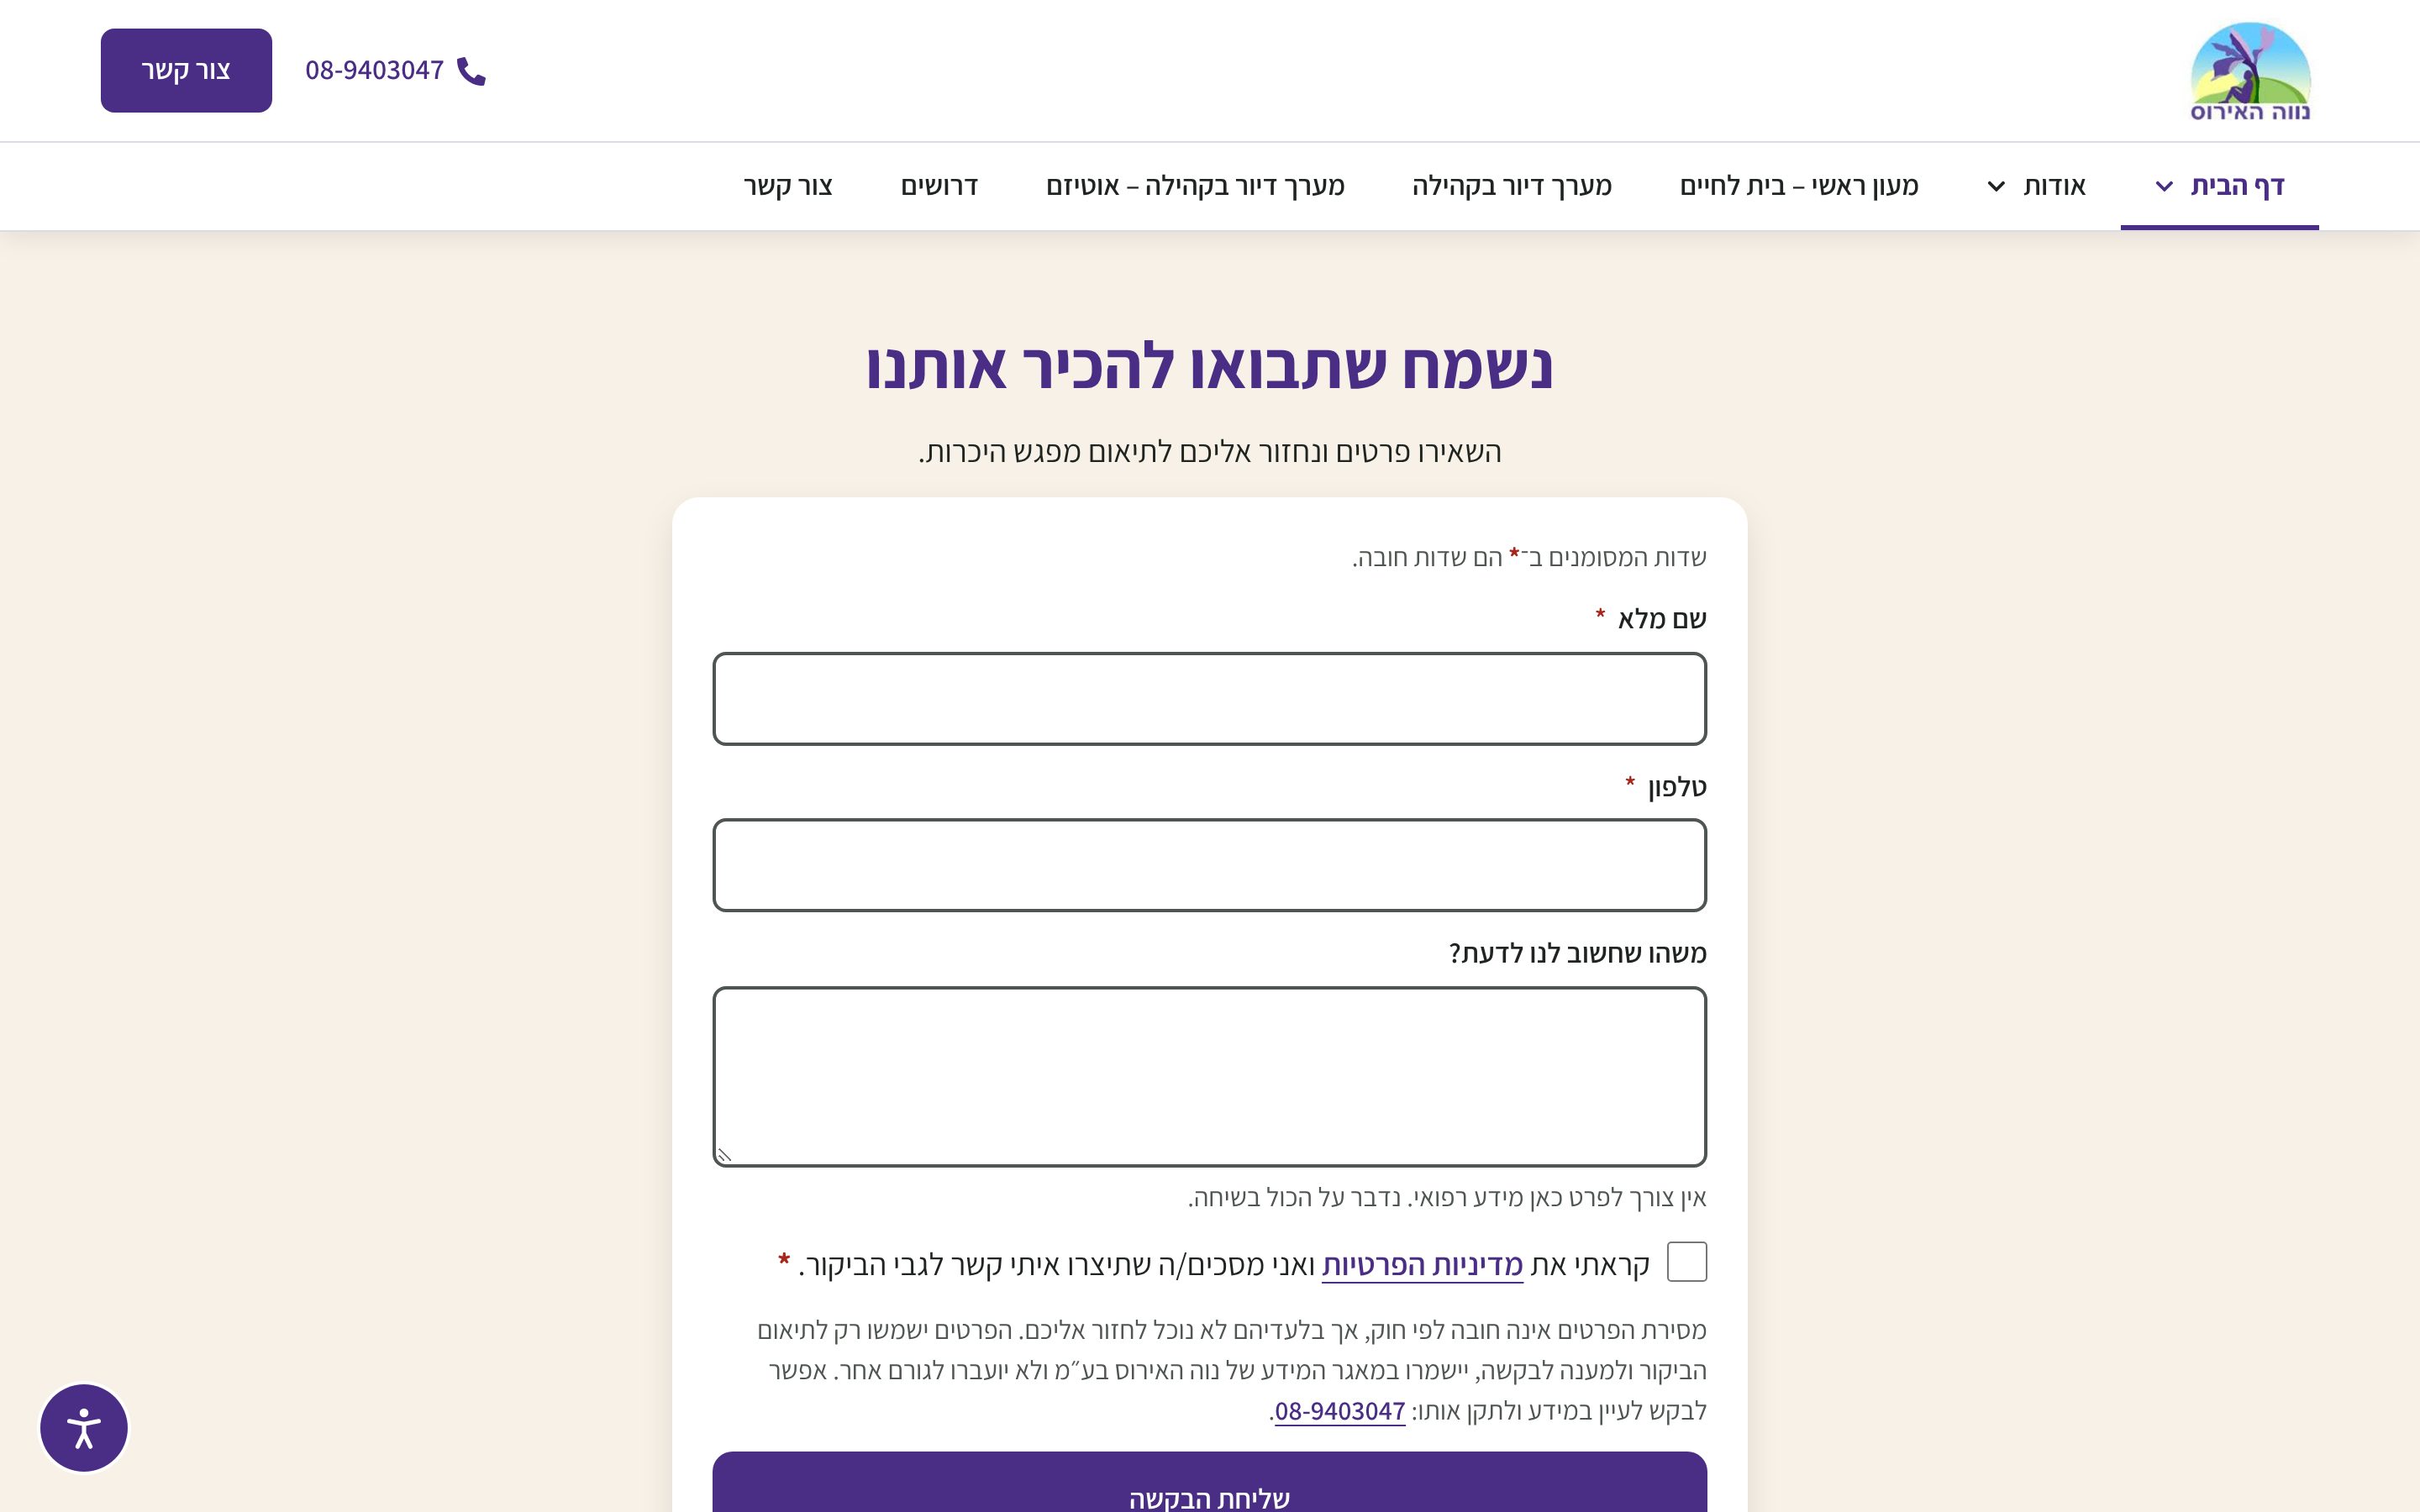 נווה האירוס
08-9403047
צור קשר
דף הבית
אודות
מעון ראשי – בית לחיים
מערך דיור בקהילה
מערך דיור בקהילה – אוטיזם
דרושים
צור קשר
נשמח שתבואו להכיר אותנו
השאירו פרטים ונחזור אליכם לתיאום מפגש היכרות.
שדות המסומנים ב־* הם שדות חובה.
שם מלא *
טלפון *
משהו שחשוב לנו לדעת?
אין צורך לפרט כאן מידע רפואי. נדבר על הכול בשיחה.
קראתי את מדיניות הפרטיות ואני מסכים/ה שתיצרו איתי קשר לגבי הביקור. *
מסירת הפרטים אינה חובה לפי חוק, אך בלעדיהם לא נוכל לחזור אליכם. הפרטים ישמשו רק לתיאום
הביקור ולמענה לבקשה, יישמרו במאגר המידע של נוה האירוס בע״מ ולא יועברו לגורם אחר. אפשר
לבקש לעיין במידע ולתקן אותו: 08-9403047.
שליחת הבקשה